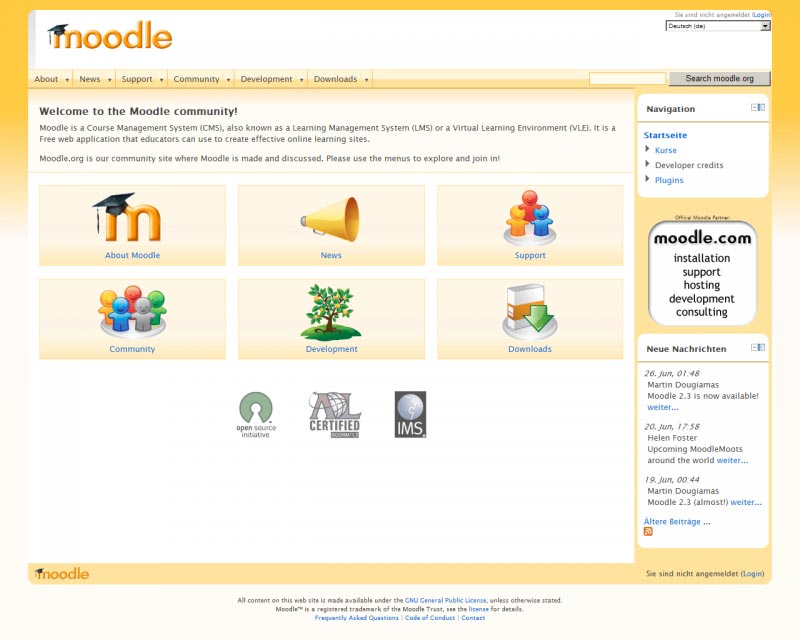 Sie sind nicht angemeldet (Login)
moodle
Deutsch (de)
About News Support Community Development Downloads
Search moodle.org
Welcome to the Moodle community!
Moodle is a Course Management System (CMS), also known as a Learning Management System (LMS) or a Virtual Learning Environment (VLE). It is a
Free web application that educators can use to create effective online learning sites.
Moodle.org is our community site where Moodle is made and discussed. Please use the menus to explore and join in!
m
About Moodle
News
Support
Community
Development
Downloads
open source
initiative
ADL
CERTIFIED
SCORM 1.2
IMS
Navigation
Startseite
Kurse
Developer credits
Plugins
Official Moodle Partner:
moodle.com
installation
support
hosting
development
consulting
Neue Nachrichten
26. Jun, 01:48
Martin Dougiamas
Moodle 2.3 is now available!
weiter...
20. Jun, 17:58
Helen Foster
Upcoming MoodleMoots
around the world weiter...
19. Jun, 00:44
Martin Dougiamas
Moodle 2.3 (almost!) weiter...
Ältere Beiträge ...
moodle
Sie sind nicht angemeldet (Login)
All content on this web site is made available under the GNU General Public License, unless otherwise stated.
Moodle™ is a registered trademark of the Moodle Trust, see the license for details.
Frequently Asked Questions | Code of Conduct | Contact